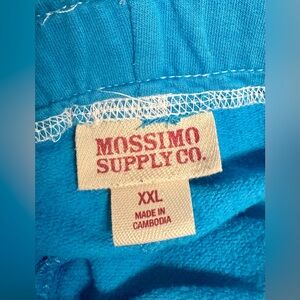 MOSSIMO
SUPPLY CO.
XXL
MADE IN
CAMBODIA